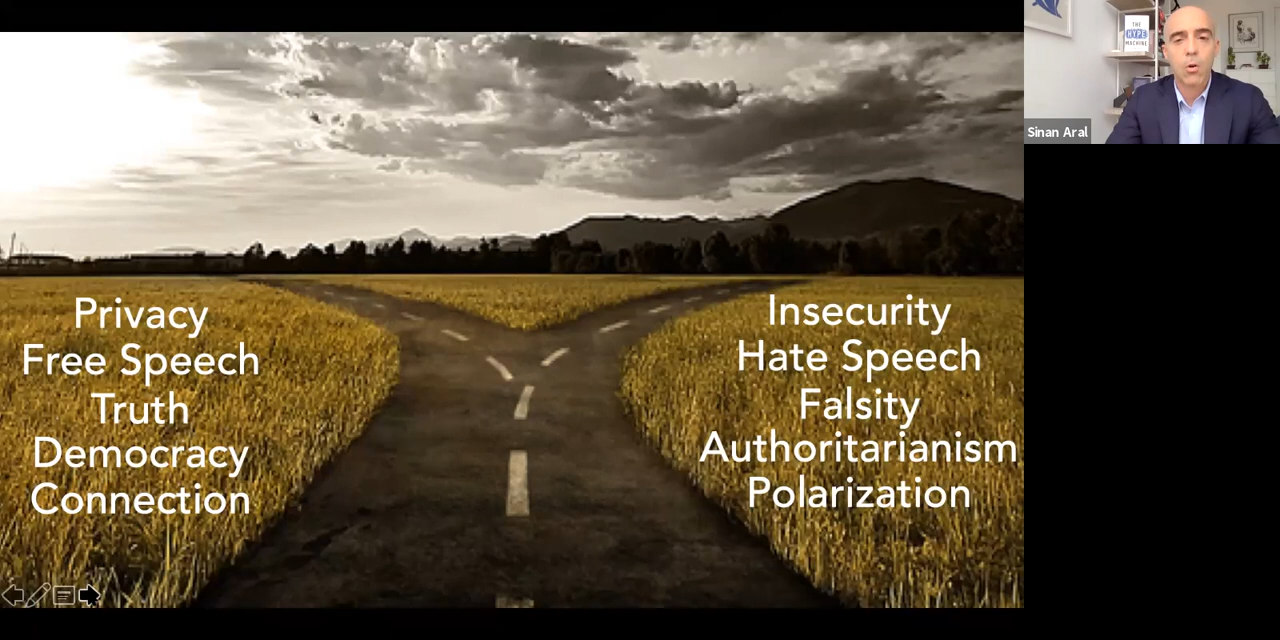 Privacy
Free Speech
Truth
Democracy
Connection
Insecurity
Hate Speech
Falsity
Authoritarianism
Polarization
THE
HYPE
MACHINE
Sinan Aral